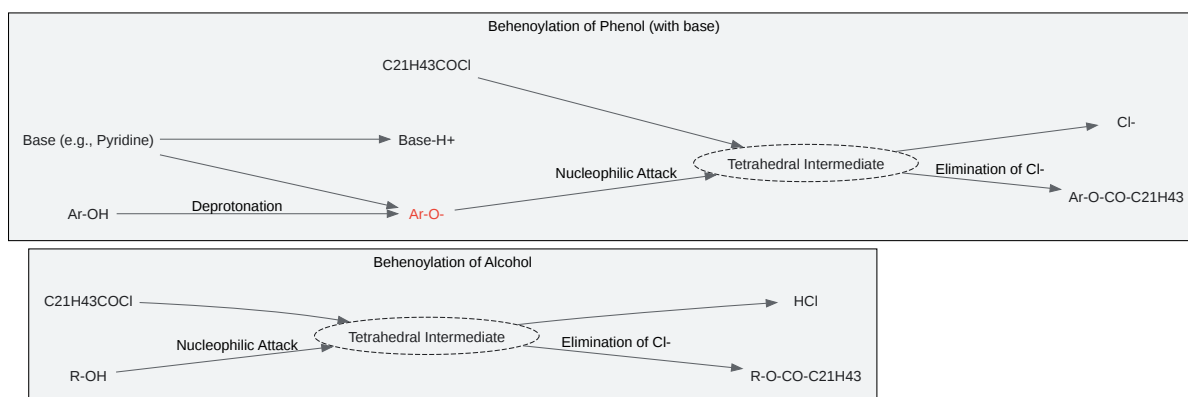 Behenoylation of Phenol (with base)
C21H43COCl
Cl-
Base (e.g., Pyridine)
Base-H+
Tetrahedral Intermediate
Nucleophilic Attack
Elimination of Cl-
Ar-O-CO-C21H43
Ar-OH
Deprotonation
Ar-O-
Behenoylation of Alcohol
C21H43COCl
HCl
Tetrahedral Intermediate
Nucleophilic Attack
Elimination of Cl-
R-OH
R-O-CO-C21H43